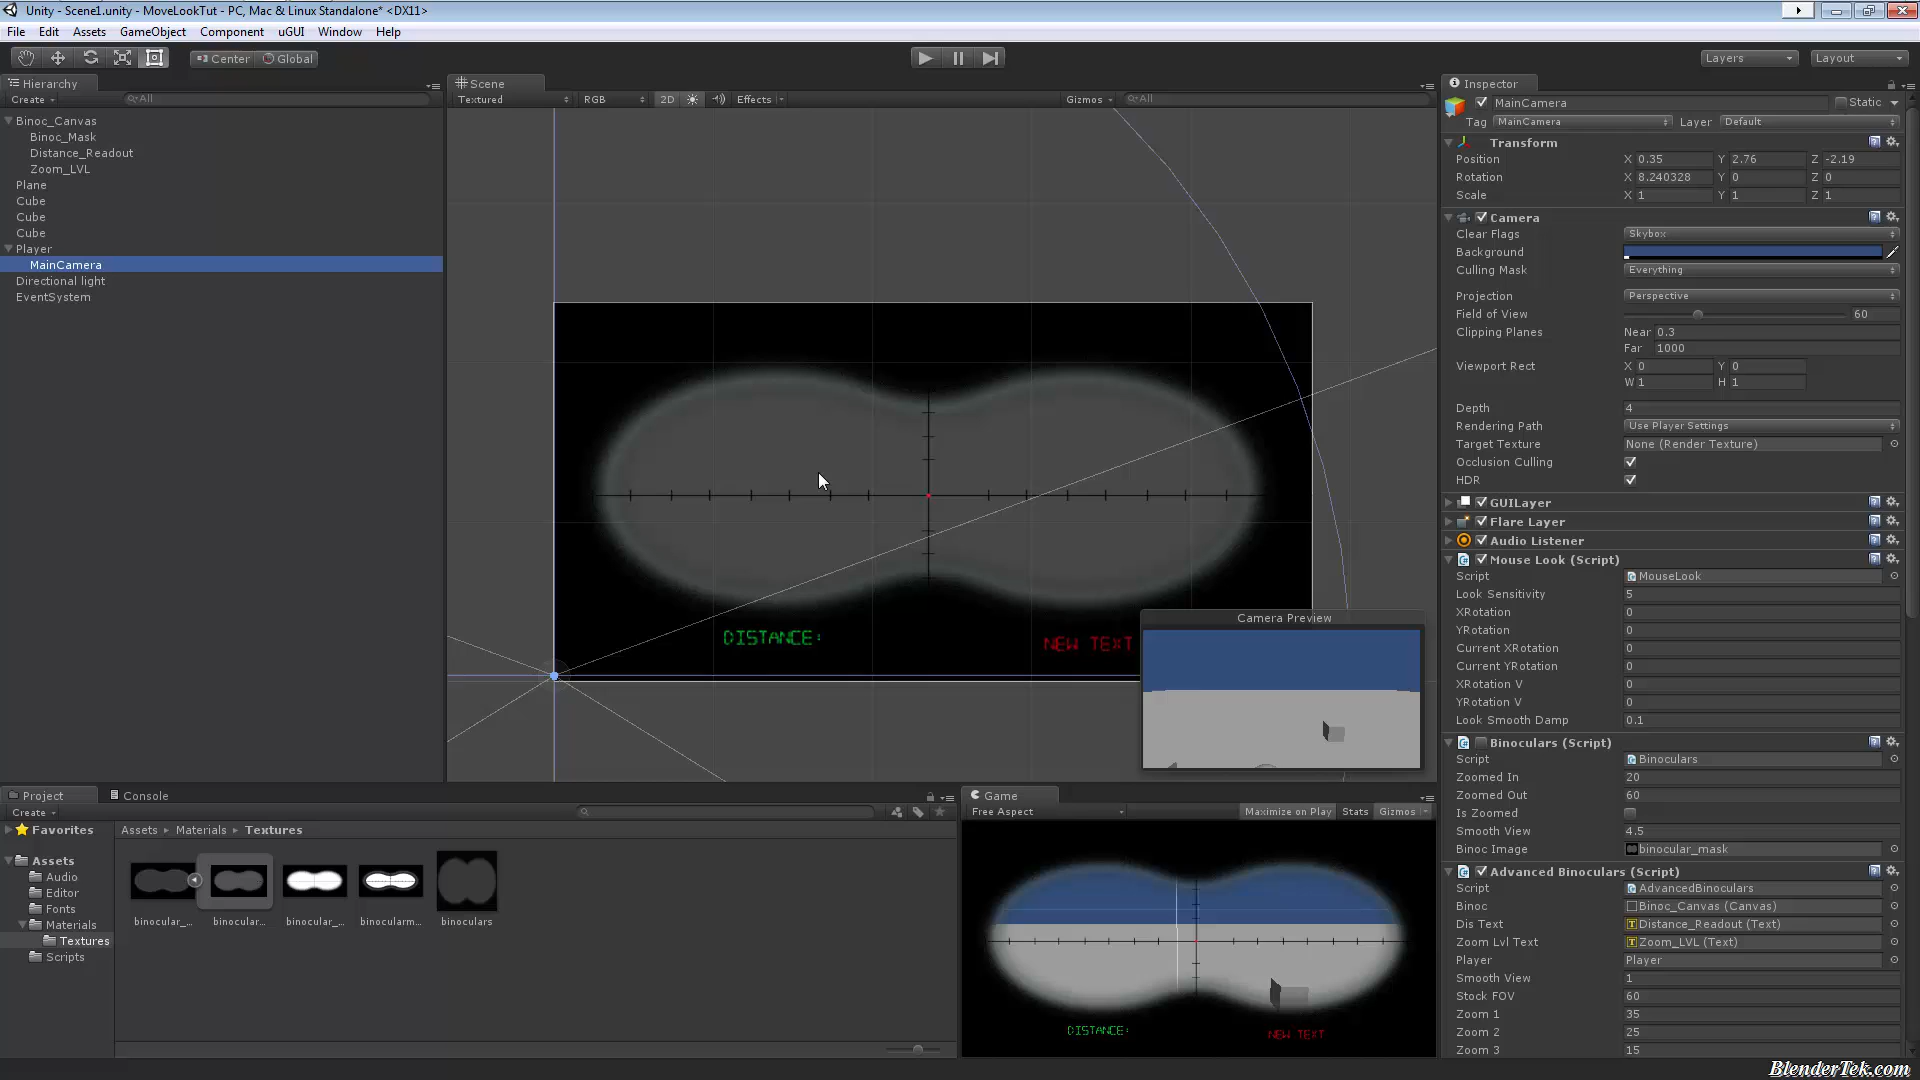 Unity - Scene1.unity - MoveLookTut - PC, Mac & Linux Standalone* <DX11>
File Edit Assets GameObject Component uGUI Window Help
Center Global Layers Layout
Hierarchy
Create All
Binoc_Canvas
Binoc_Mask
Distance_Readout
Zoom_LVL
Plane
Cube
Cube
Cube
Player
MainCamera
Directional light
EventSystem
Scene
Textured RGB 2D Effects Gizmos All
DISTANCE:
NEW TEXT
Camera Preview
Project Console
Create
Favorites
Assets
Audio
Editor
Fonts
Materials
Textures
Scripts
Assets Materials Textures
binocular_... binocular... binocular_... binocularm... binoculars
Game
Free Aspect Maximize on Play Stats Gizmos
DISTANCE:
NEW TEXT
Inspector
MainCamera Static
Tag MainCamera Layer Default
Transform
Position X 0.35 Y 2.76 Z -2.19
Rotation X 8.240328 Y 0 Z 0
Scale X 1 Y 1 Z 1
Camera
Clear Flags Skybox
Background
Culling Mask Everything
Projection Perspective
Field of View 60
Clipping Planes Near 0.3
Far 1000
Viewport Rect X 0 Y 0
W 1 H 1
Depth 4
Rendering Path Use Player Settings
Target Texture None (Render Texture)
Occlusion Culling
HDR
GUILayer
Flare Layer
Audio Listener
Mouse Look (Script)
Script MouseLook
Look Sensitivity 5
XRotation 0
YRotation 0
Current XRotation 0
Current YRotation 0
XRotation V 0
YRotation V 0
Look Smooth Damp 0.1
Binoculars (Script)
Script Binoculars
Zoomed In 20
Zoomed Out 60
Is Zoomed
Smooth View 4.5
Binoc Image binocular_mask
Advanced Binoculars (Script)
Script AdvancedBinoculars
Binoc Binoc_Canvas (Canvas)
Dis Text Distance_Readout (Text)
Zoom Lvl Text Zoom_LVL (Text)
Player Player
Smooth View 1
Stock FOV 60
Zoom 1 35
Zoom 2 25
Zoom 3 15
BlenderTek.com